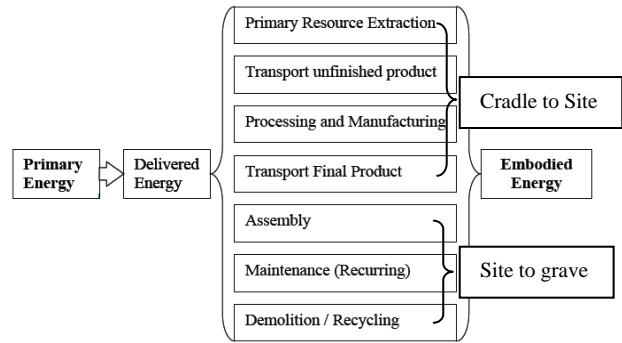 Primary Resource Extraction
Transport unfinished product
Cradle to Site
Processing and Manufacturing
Primary
Energy
Delivered
Energy
Transport Final Product
Embodied
Energy
Assembly
Maintenance (Recurring)
Site to grave
Demolition / Recycling